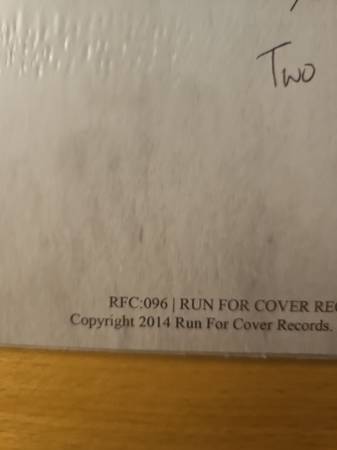 Two
RFC:096 | RUN FOR COVER
Copyright 2014 Run For Cover Records.